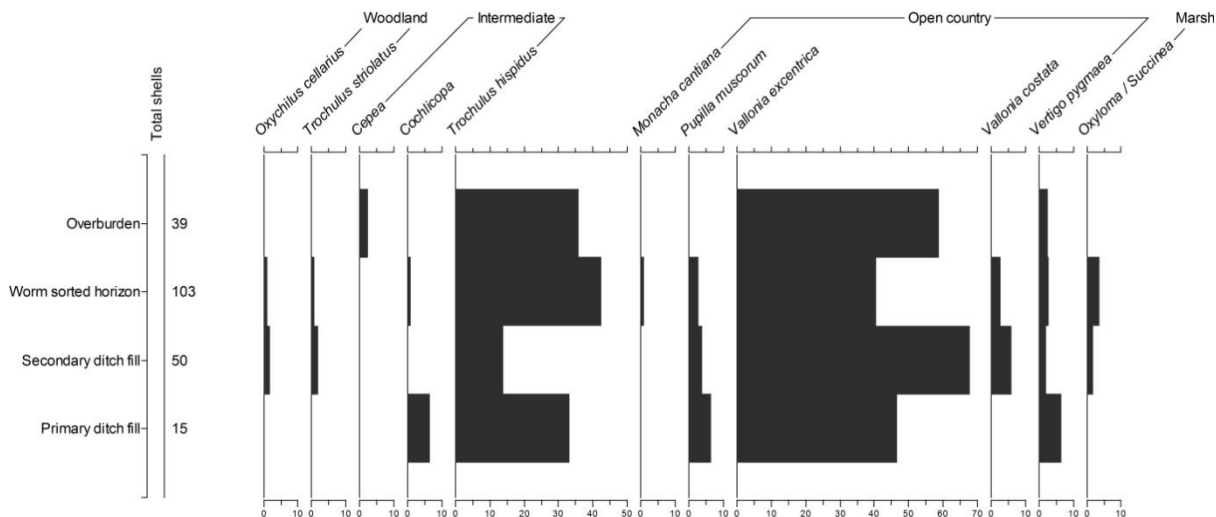 Woodland Intermediate Open country Marsh
Total shells
Oxychilus cellarius
Trochulus striolatus
Cepea
Cochlicopa
Trochulus hispidus
Monacha cantiana
Pupilla muscorum
Vallonia excentrica
Vallonia costata
Vertigo pygmaea
Oxyloma / Succinea
Overburden 39
Worm sorted horizon 103
Secondary ditch fill 50
Primary ditch fill 15
0 10 0 10 0 10 0 10 0 10 20 30 40 50 0 10 0 10 0 10 20 30 40 50 60 70 0 10 0 10 0 10